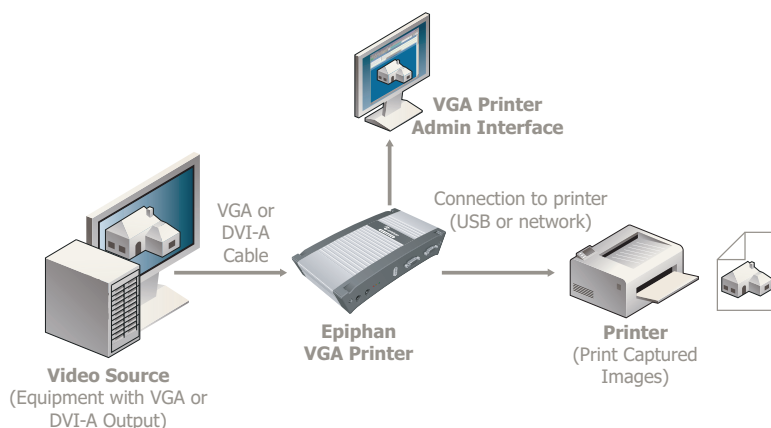 VGA Printer
Admin Interface
VGA or
DVI-A
Cable
Connection to printer
(USB or network)
Epiphan
VGA Printer
Printer
(Print Captured
Images)
Video Source
(Equipment with VGA or
DVI-A Output)